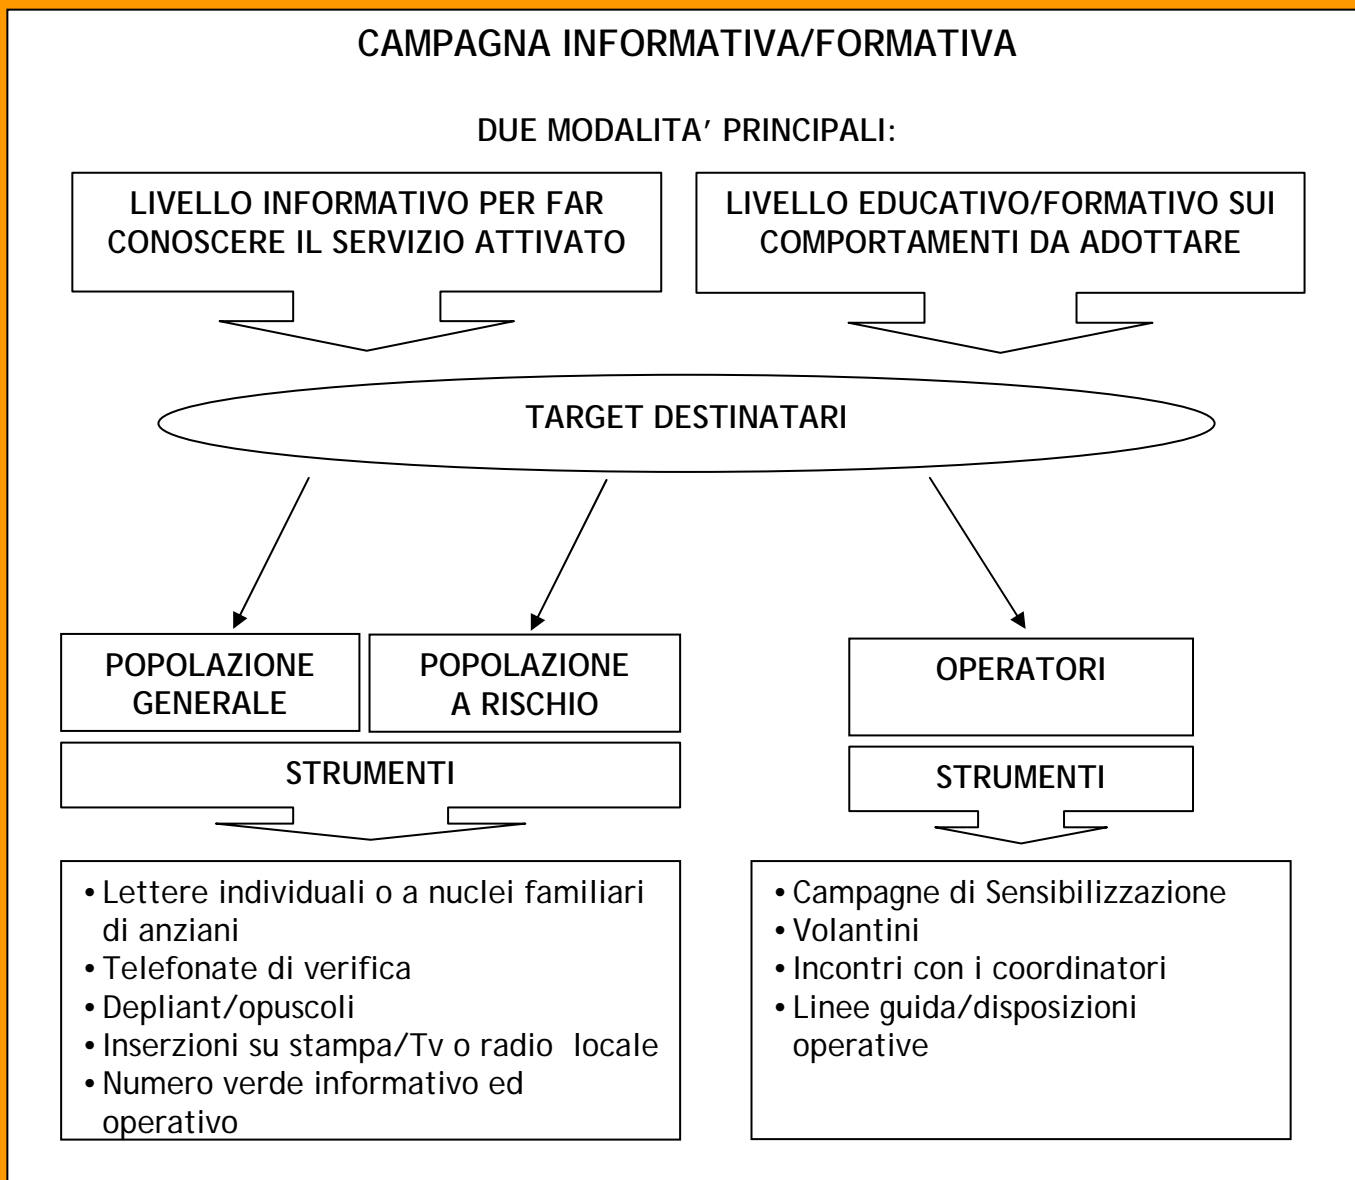 CAMPAGNA INFORMATIVA/FORMATIVA
DUE MODALITA’ PRINCIPALI:
LIVELLO INFORMATIVO PER FAR
CONOSCERE IL SERVIZIO ATTIVATO
LIVELLO EDUCATIVO/FORMATIVO SUI
COMPORTAMENTI DA ADOTTARE
TARGET DESTINATARI
POPOLAZIONE
GENERALE
POPOLAZIONE
A RISCHIO
OPERATORI
STRUMENTI
STRUMENTI
• Lettere individuali o a nuclei familiari
di anziani
• Telefonate di verifica
• Depliant/opuscoli
• Inserzioni su stampa/Tv o radio locale
• Numero verde informativo ed
operativo
• Campagne di Sensibilizzazione
• Volantini
• Incontri con i coordinatori
• Linee guida/disposizioni
operative